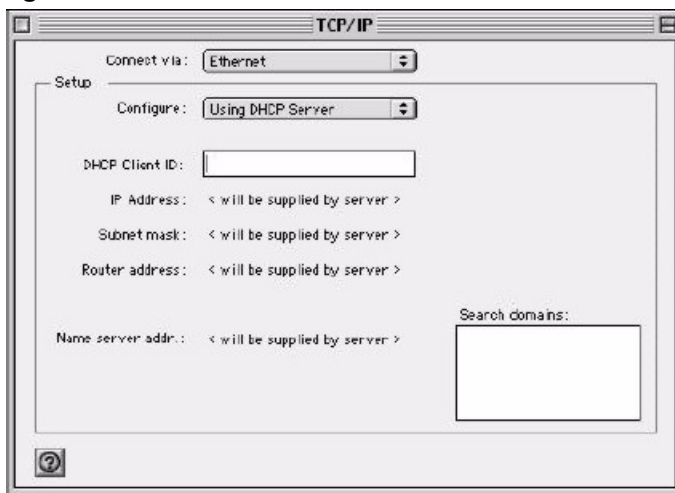 TCP/IP
Connect via: Ethernet
Setup
Configure: Using DHCP Server
DHCP Client ID:
IP Address: < will be supplied by server >
Subnet mask: < will be supplied by server >
Router address: < will be supplied by server >
Search domains:
Name server addr.: < will be supplied by server >
?